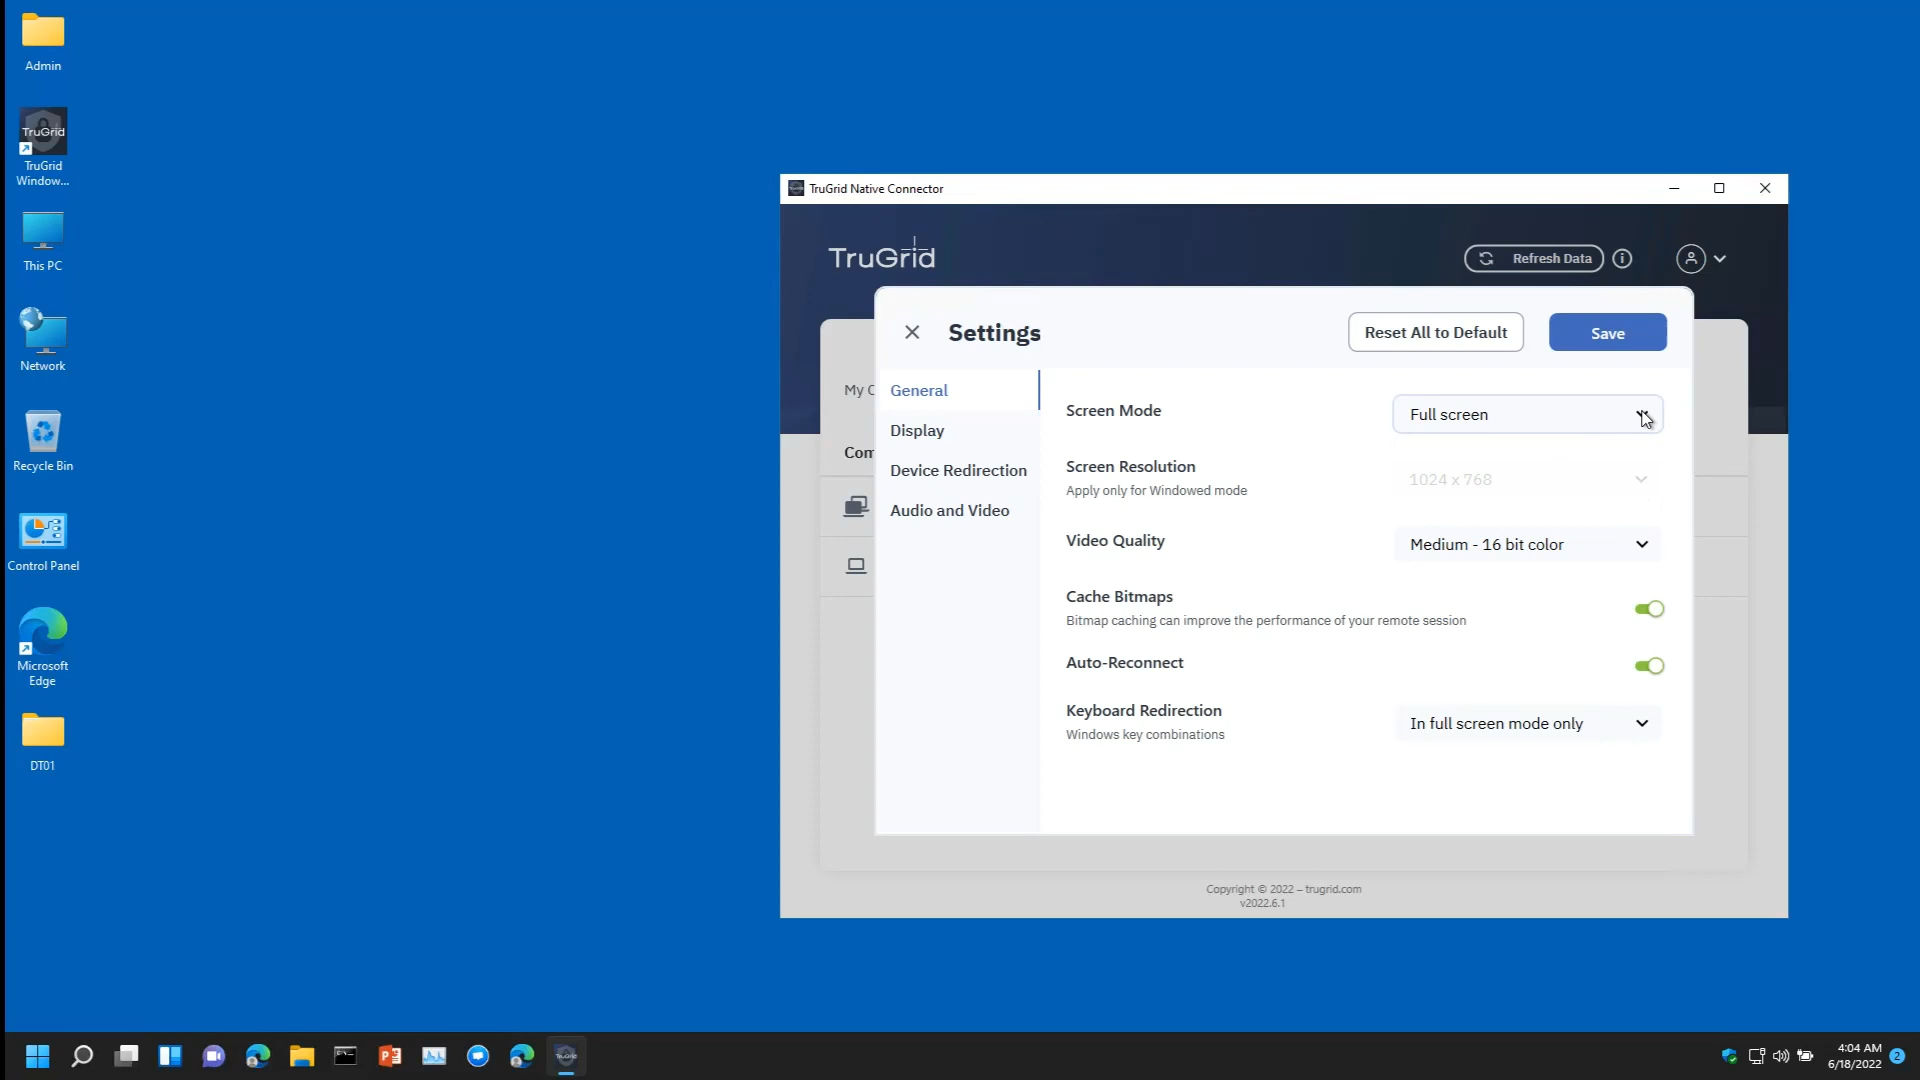 Admin
TruGrid
TruGrid
Window...
This PC
Network
Recycle Bin
Control Panel
Microsoft
Edge
DT01
TruGrid Native Connector
TruGrid
Refresh Data
Settings
Reset All to Default
Save
My C
Com
General
Display
Device Redirection
Audio and Video
Screen Mode
Full screen
Screen Resolution
Apply only for Windowed mode
1024 x 768
Video Quality
Medium - 16 bit color
Cache Bitmaps
Bitmap caching can improve the performance of your remote session
Auto-Reconnect
Keyboard Redirection
Windows key combinations
In full screen mode only
Copyright © 2022 – trugrid.com
v2022.6.1
TruGrid
4:04 AM
6/18/2022
2